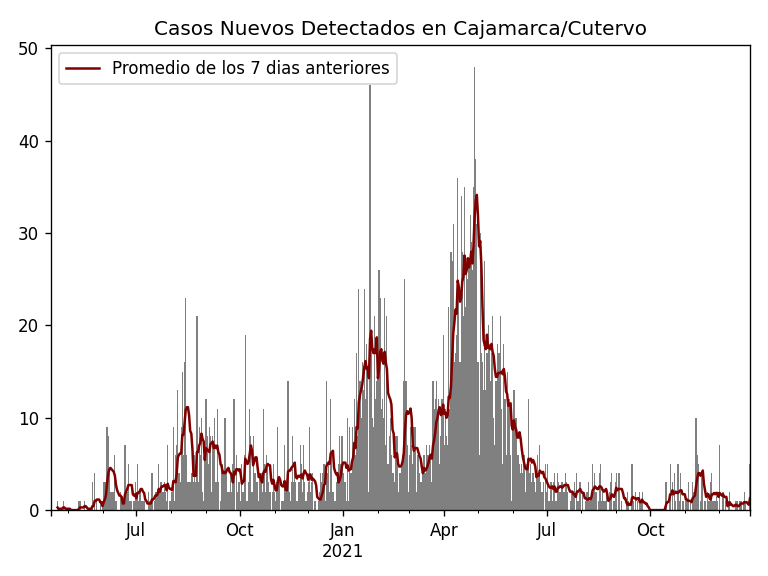 Casos Nuevos Detectados en Cajamarca/Cutervo
Promedio de los 7 dias anteriores
50
40
30
20
10
0
Jul
Oct
Jan
2021
Apr
Jul
Oct